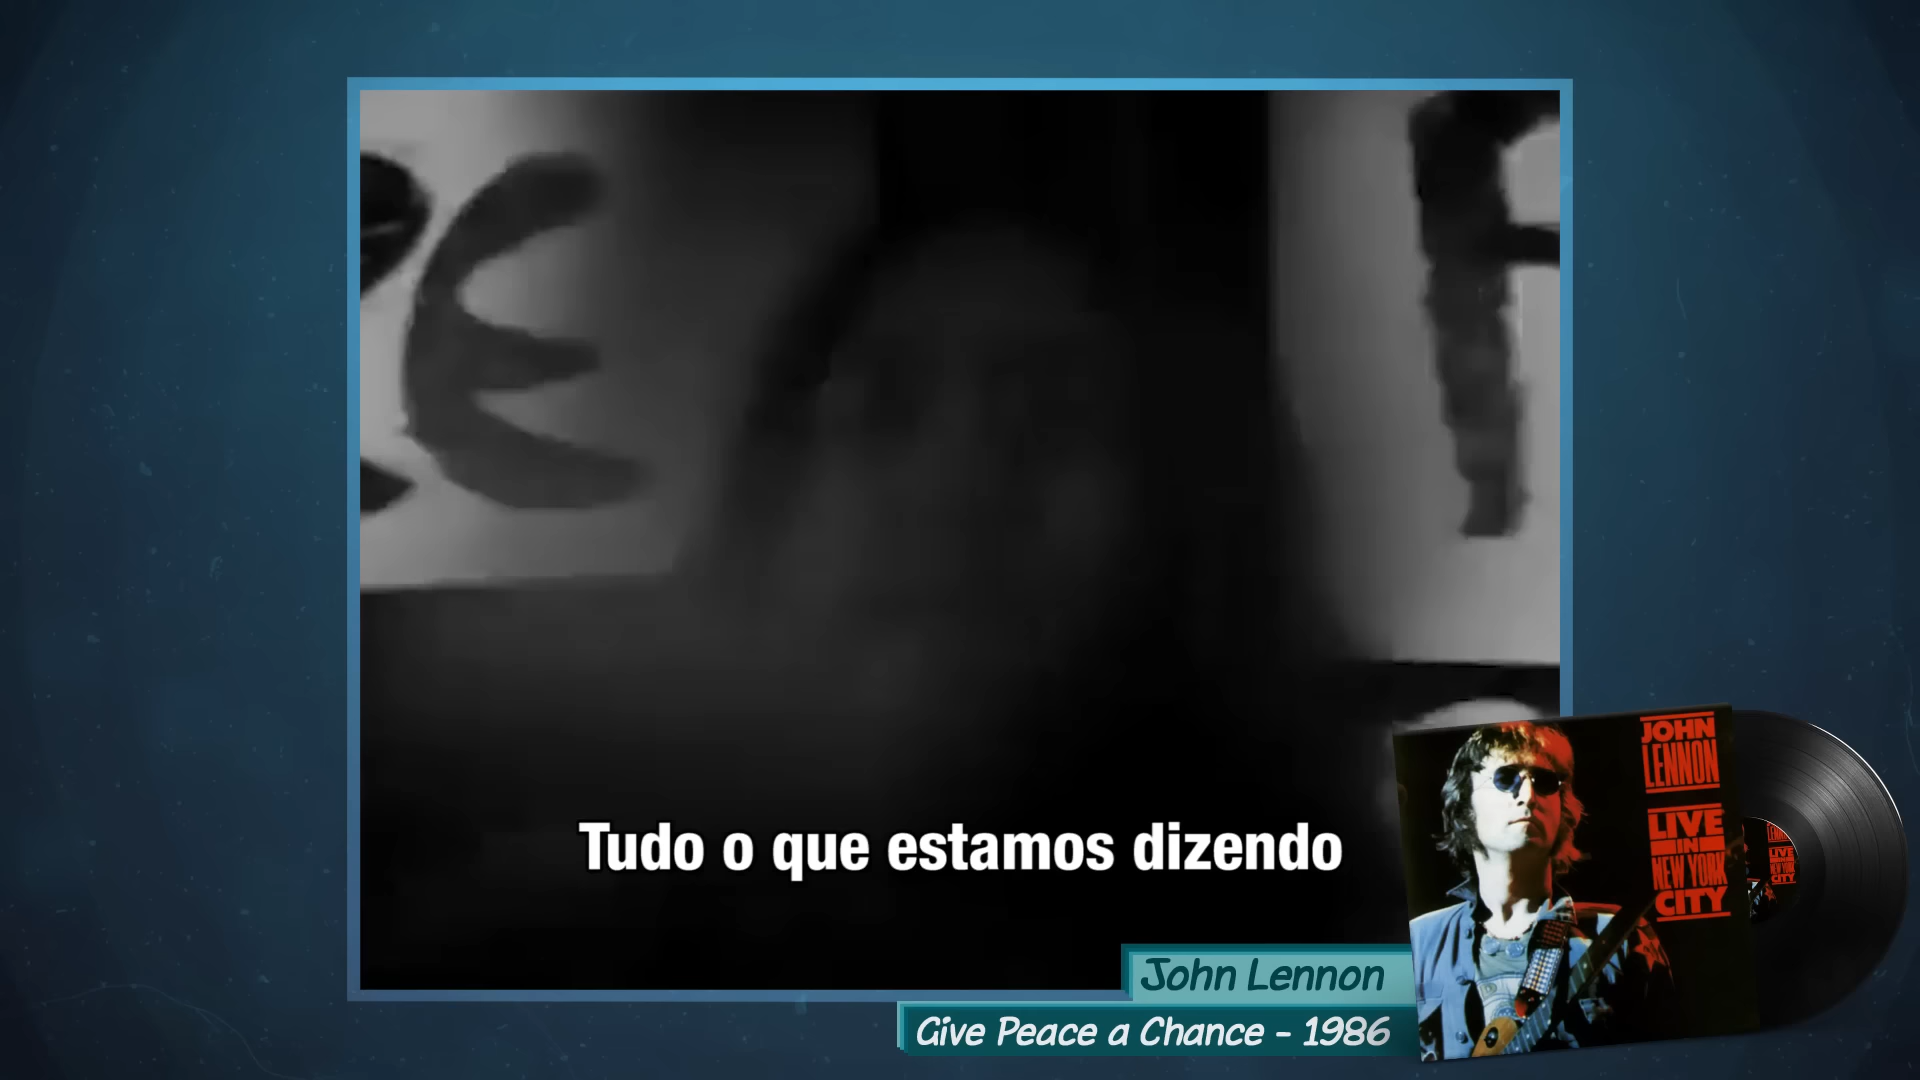 Tudo o que estamos dizendo
JOHN
LENNON
LIVE
IN
NEW YORK
CITY
John Lennon
Give Peace a Chance - 1986